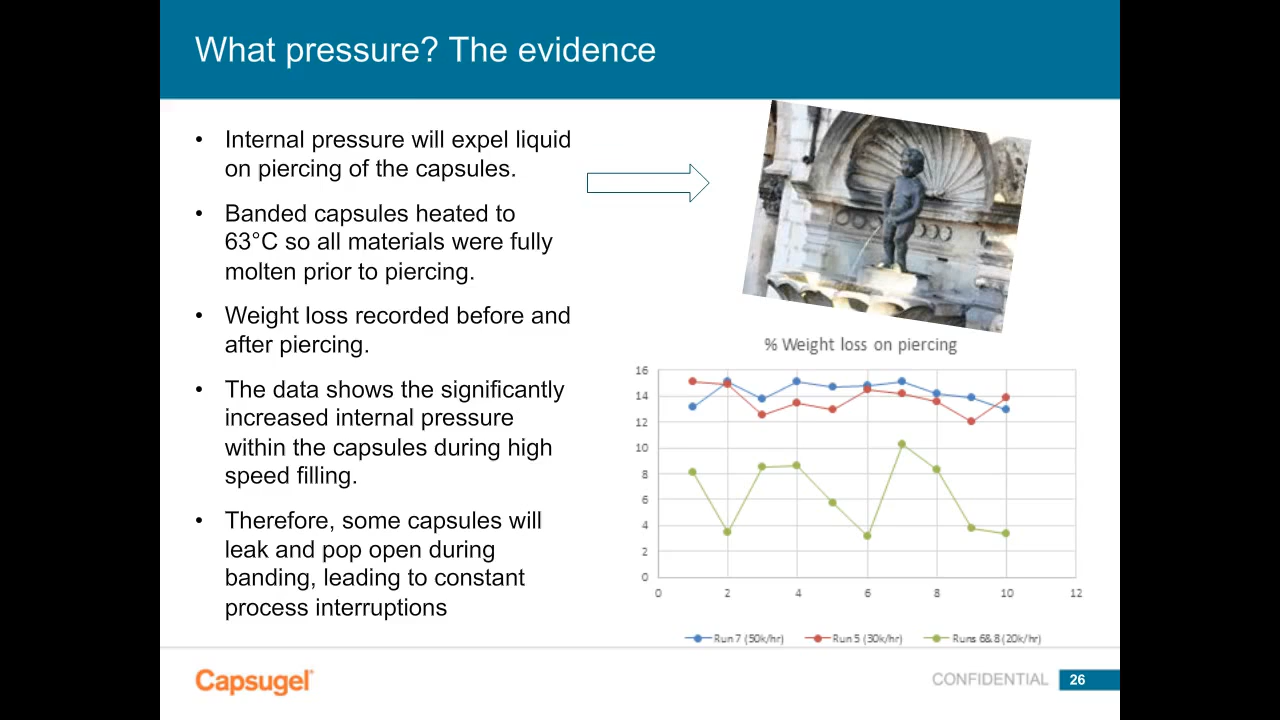 What pressure? The evidence
• Internal pressure will expel liquid
on piercing of the capsules.
• Banded capsules heated to
63°C so all materials were fully
molten prior to piercing.
• Weight loss recorded before and
after piercing.
• The data shows the significantly
increased internal pressure
within the capsules during high
speed filling.
• Therefore, some capsules will
leak and pop open during
banding, leading to constant
process interruptions
% Weight loss on piercing
16
14
12
10
8
6
4
2
0
0 2 4 6 8 10 12
Run 7 (50k/hr) Run 5 (30k/hr) Runs 6& 8 (20k/hr)
Capsugel®
CONFIDENTIAL 26